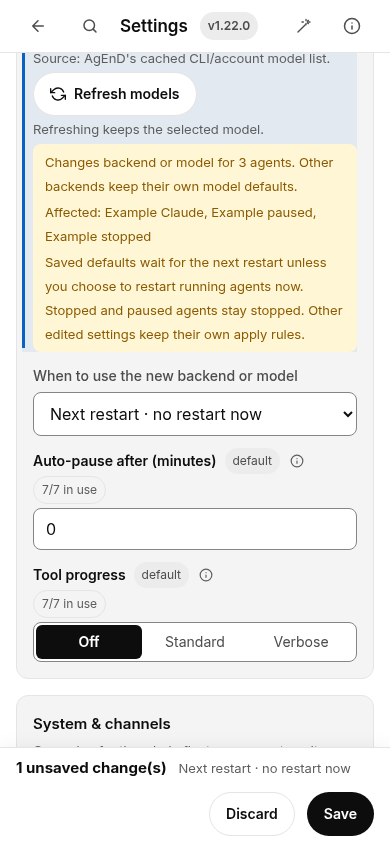 Settings v1.22.0
Source: AgEnD's cached CLI/account model list.
Refresh models
Refreshing keeps the selected model.
Changes backend or model for 3 agents. Other
backends keep their own model defaults.
Affected: Example Claude, Example paused,
Example stopped
Saved defaults wait for the next restart unless
you choose to restart running agents now.
Stopped and paused agents stay stopped. Other
edited settings keep their own apply rules.
When to use the new backend or model
Next restart · no restart now
Auto-pause after (minutes) default
7/7 in use
0
Tool progress default
7/7 in use
Off Standard Verbose
System & channels
1 unsaved change(s) Next restart · no restart now
Discard Save